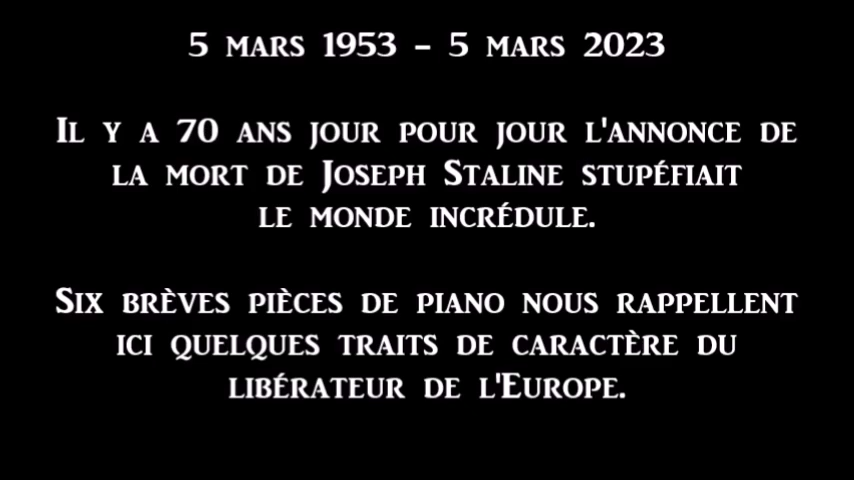 5 mars 1953 – 5 mars 2023
Il y a 70 ans jour pour jour l'annonce de
la mort de Joseph Staline stupéfiait
le monde incrédule.
Six brèves pièces de piano nous rappellent
ici quelques traits de caractère du
libérateur de l'Europe.